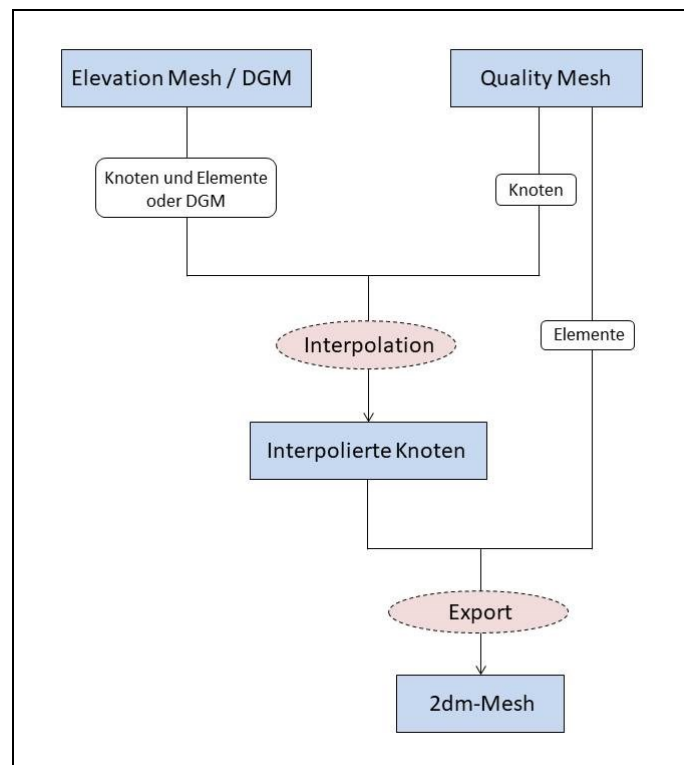 Elevation Mesh / DGM
Quality Mesh
Knoten und Elemente
oder DGM
Knoten
Elemente
Interpolation
Interpolierte Knoten
Export
2dm-Mesh